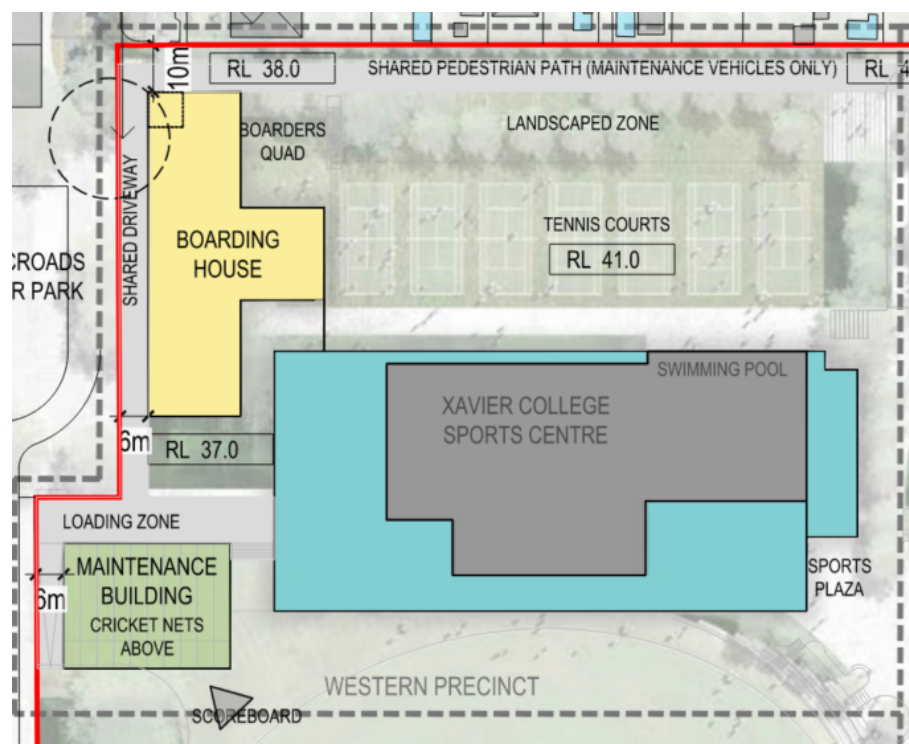 10m
RL 38.0
SHARED PEDESTRIAN PATH (MAINTENANCE VEHICLES ONLY)
RL 4
BOARDERS
QUAD
LANDSCAPED ZONE
SHARED DRIVEWAY
BOARDING
HOUSE
TENNIS COURTS
RL 41.0
CROADS
R PARK
SWIMMING POOL
XAVIER COLLEGE
SPORTS CENTRE
6m
RL 37.0
LOADING ZONE
MAINTENANCE
BUILDING
CRICKET NETS
ABOVE
6m
SPORTS
PLAZA
WESTERN PRECINCT
SCOREBOARD